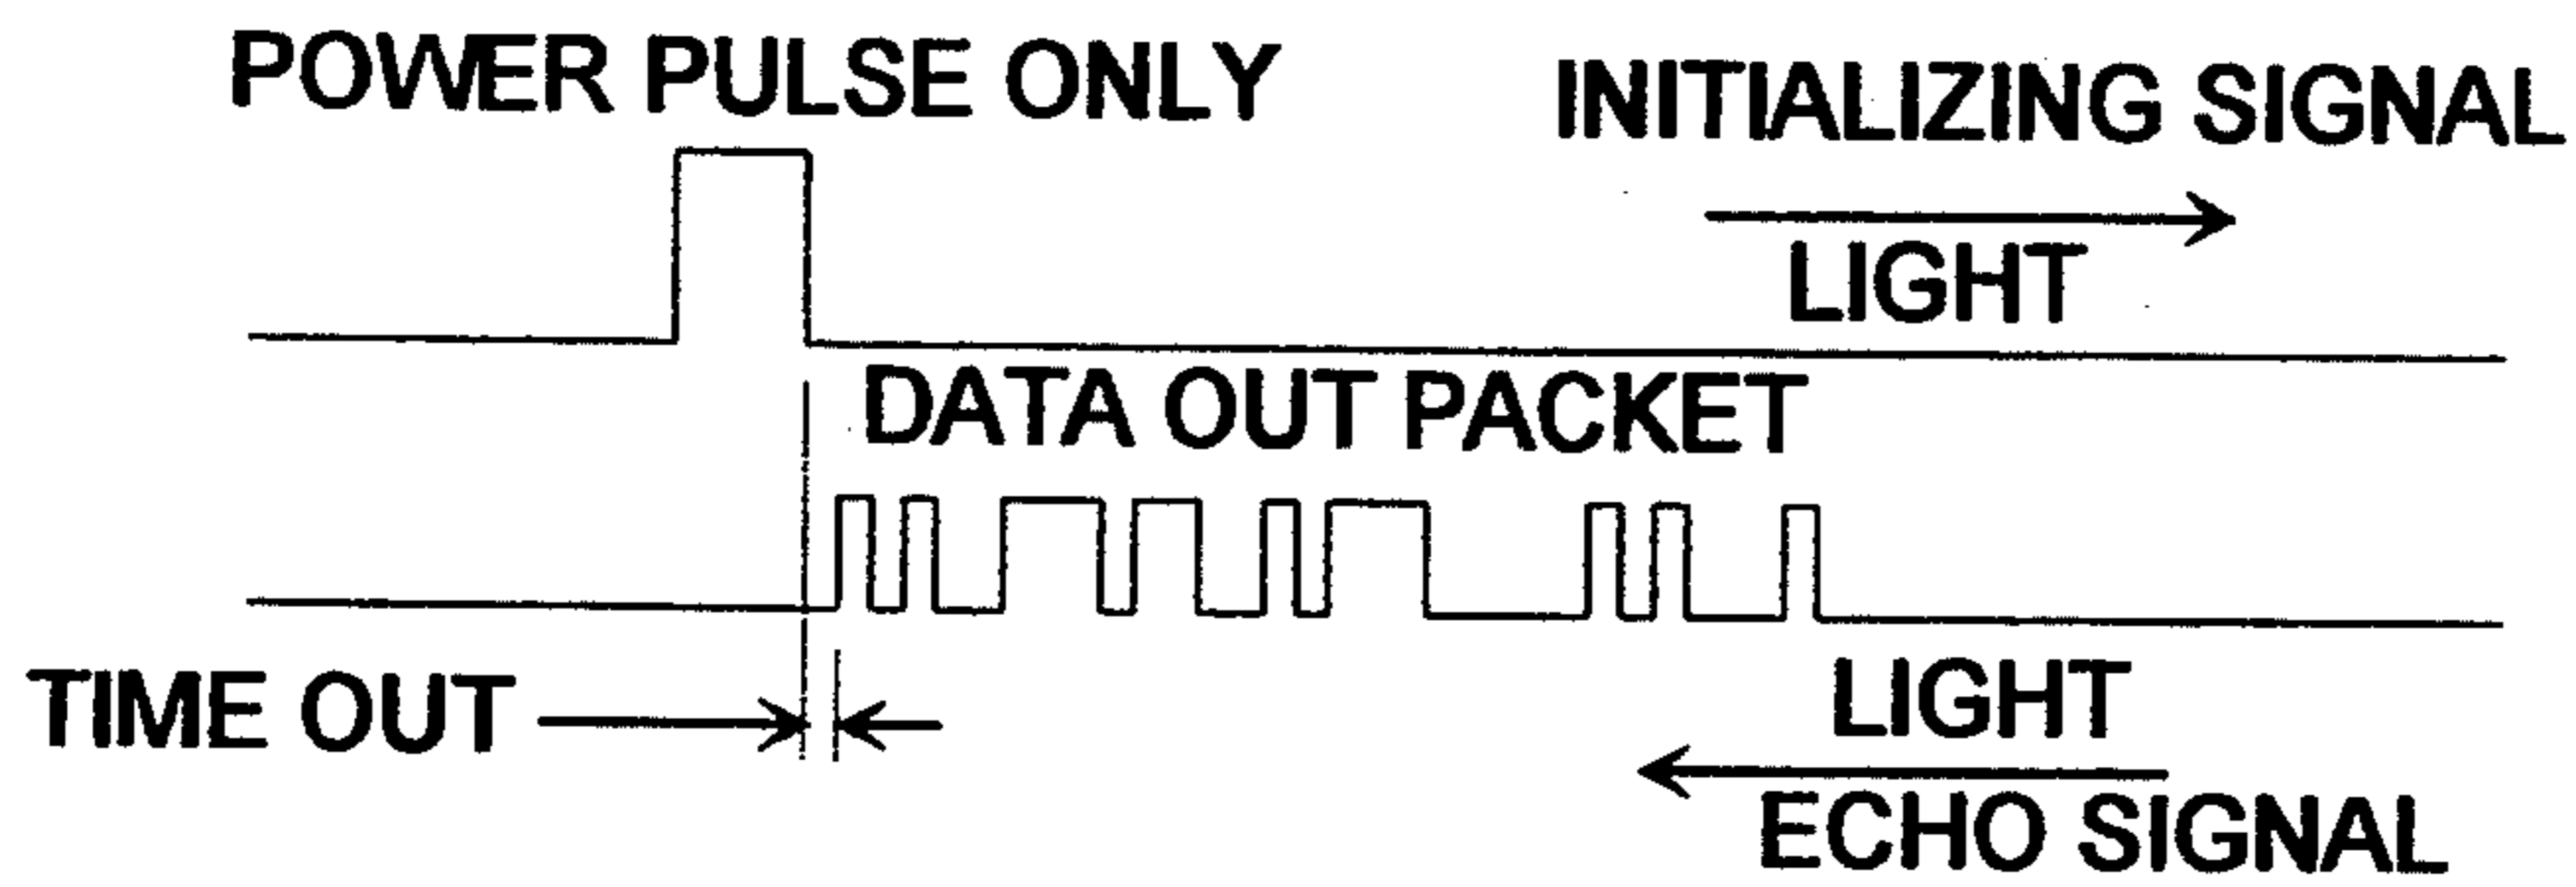 POWER PULSE ONLY
INITIALIZING SIGNAL
LIGHT
DATA OUT PACKET
TIME OUT
LIGHT
ECHO SIGNAL